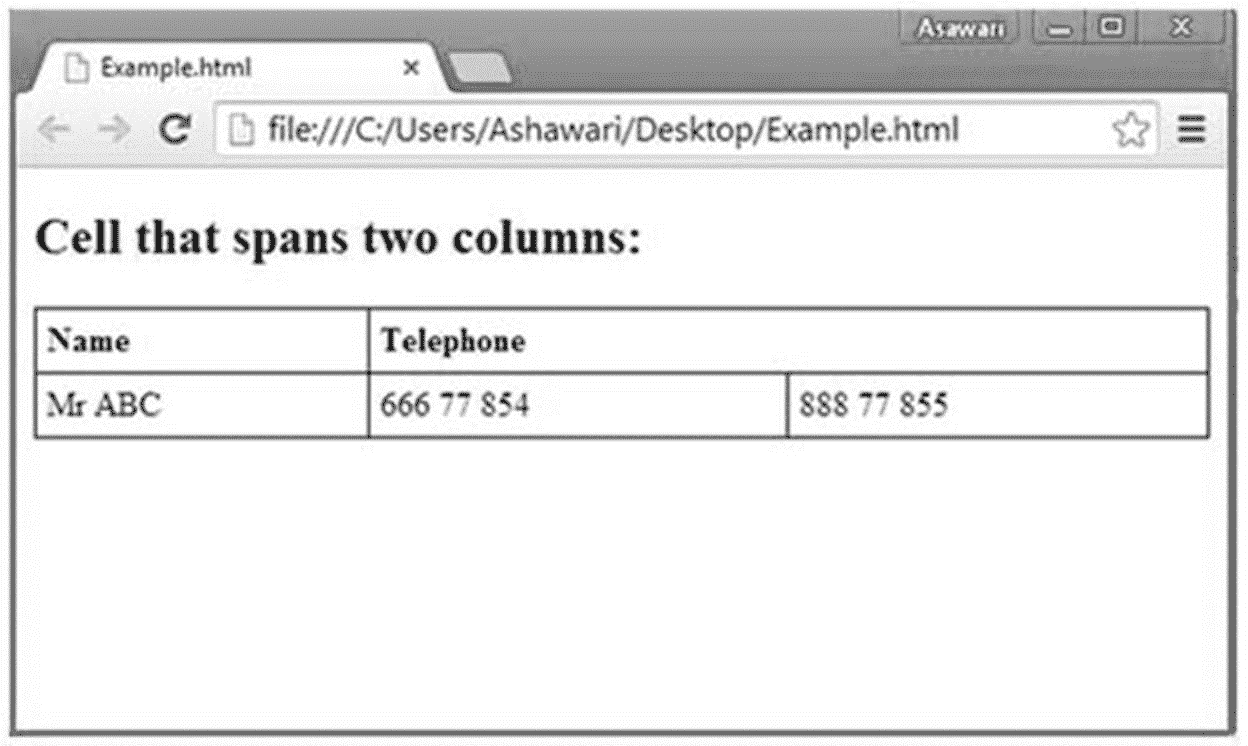 Asawari
Example.html
file:///C:/Users/Ashawari/Desktop/Example.html
Cell that spans two columns:
Name Telephone
Mr ABC 666 77 854 888 77 855